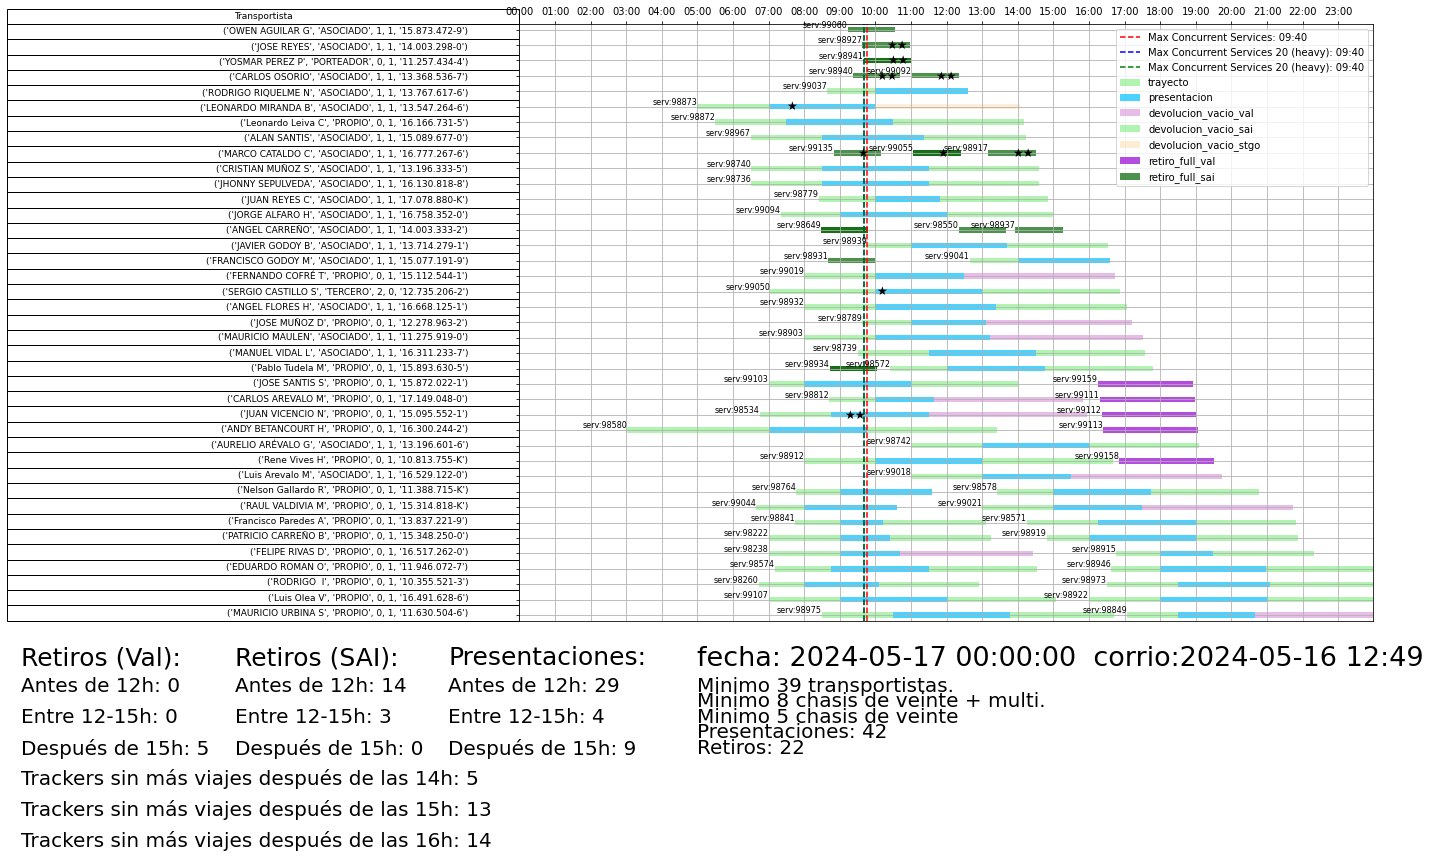 Transportista
00:00 01:00 02:00 03:00 04:00 05:00 06:00 07:00 08:00 09:00 10:00 11:00 12:00 13:00 14:00 15:00 16:00 17:00 18:00 19:00 20:00 21:00 22:00 23:00
('OWEN AGUILAR G', 'ASOCIADO', 1, 1, '15.873.472-9') serv:99060
('JOSE REYES', 'ASOCIADO', 1, 1, '14.003.298-0') serv:98927
('YOSMAR PEREZ P', 'PORTEADOR', 0, 1, '11.257.434-4') serv:98941
('CARLOS OSORIO', 'ASOCIADO', 1, 1, '13.368.536-7') serv:98940 serv:99092
('RODRIGO RIQUELME N', 'ASOCIADO', 1, 1, '13.767.617-6') serv:99037
('LEONARDO MIRANDA B', 'ASOCIADO', 1, 1, '13.547.264-6') serv:98873
('Leonardo Leiva C', 'PROPIO', 0, 1, '16.166.731-5') serv:98872
('ALAN SANTIS', 'ASOCIADO', 1, 1, '15.089.677-0') serv:98967
('MARCO CATALDO C', 'ASOCIADO', 1, 1, '16.777.267-6') serv:99135 serv:99055 serv:98917
('CRISTIAN MUÑOZ S', 'ASOCIADO', 1, 1, '13.196.333-5') serv:98740
('JHONNY SEPULVEDA', 'ASOCIADO', 1, 1, '16.130.818-8') serv:98736
('JUAN REYES C', 'ASOCIADO', 1, 1, '17.078.880-K') serv:98779
('JORGE ALFARO H', 'ASOCIADO', 1, 1, '16.758.352-0') serv:99094
('ANGEL CARREÑO', 'ASOCIADO', 1, 1, '14.003.333-2') serv:98649 serv:98550 serv:98937
('JAVIER GODOY B', 'ASOCIADO', 1, 1, '13.714.279-1') serv:98939
('FRANCISCO GODOY M', 'ASOCIADO', 1, 1, '15.077.191-9') serv:98931 serv:99041
('FERNANDO COFRÉ T', 'PROPIO', 0, 1, '15.112.544-1') serv:99019
('SERGIO CASTILLO S', 'TERCERO', 2, 0, '12.735.206-2') serv:99050
('ANGEL FLORES H', 'ASOCIADO', 1, 1, '16.668.125-1') serv:98932
('JOSE MUÑOZ D', 'PROPIO', 0, 1, '12.278.963-2') serv:98789
('MAURICIO MAULEN', 'ASOCIADO', 1, 1, '11.275.919-0') serv:98903
('MANUEL VIDAL L', 'ASOCIADO', 1, 1, '16.311.233-7') serv:98739
('Pablo Tudela M', 'PROPIO', 0, 1, '15.893.630-5') serv:98934 serv:98572
('JOSE SANTIS S', 'PROPIO', 0, 1, '15.872.022-1') serv:99103 serv:99159
('CARLOS AREVALO M', 'PROPIO', 0, 1, '17.149.048-0') serv:98812 serv:99111
('JUAN VICENCIO N', 'PROPIO', 0, 1, '15.095.552-1') serv:98534 serv:99112
('ANDY BETANCOURT H', 'PROPIO', 0, 1, '16.300.244-2') serv:98580 serv:99113
('AURELIO ARÉVALO G', 'ASOCIADO', 1, 1, '13.196.601-6') serv:98742
('Rene Vives H', 'PROPIO', 0, 1, '10.813.755-K') serv:98912 serv:99158
('Luis Arevalo M', 'ASOCIADO', 1, 1, '16.529.122-0') serv:99018
('Nelson Gallardo R', 'PROPIO', 0, 1, '11.388.715-K') serv:98764 serv:98578
('RAUL VALDIVIA M', 'PROPIO', 0, 1, '15.314.818-K') serv:99044 serv:99021
('Francisco Paredes A', 'PROPIO', 0, 1, '13.837.221-9') serv:98841 serv:98571
('PATRICIO CARREÑO B', 'PROPIO', 0, 1, '15.348.250-0') serv:98222 serv:98919
('FELIPE RIVAS D', 'PROPIO', 0, 1, '16.517.262-0') serv:98238 serv:98915
('EDUARDO ROMAN O', 'PROPIO', 0, 1, '11.946.072-7') serv:98574 serv:98946
('RODRIGO  I', 'PROPIO', 0, 1, '10.355.521-3') serv:98260 serv:98973
('Luis Olea V', 'PROPIO', 0, 1, '16.491.628-6') serv:99107 serv:98922
('MAURICIO URBINA S', 'PROPIO', 0, 1, '11.630.504-6') serv:98975 serv:98849
Max Concurrent Services: 09:40
Max Concurrent Services 20 (heavy): 09:40
Max Concurrent Services 20 (heavy): 09:40
trayecto
presentacion
devolucion_vacio_val
devolucion_vacio_sai
devolucion_vacio_stgo
retiro_full_val
retiro_full_sai
Retiros (Val):
Antes de 12h: 0
Entre 12-15h: 0
Después de 15h: 5
Retiros (SAI):
Antes de 12h: 14
Entre 12-15h: 3
Después de 15h: 0
Presentaciones:
Antes de 12h: 29
Entre 12-15h: 4
Después de 15h: 9
fecha: 2024-05-17 00:00:00  corrio:2024-05-16 12:49
Minimo 39 transportistas.
Minimo 8 chasis de veinte + multi.
Minimo 5 chasis de veinte
Presentaciones: 42
Retiros: 22
Trackers sin más viajes después de las 14h: 5
Trackers sin más viajes después de las 15h: 13
Trackers sin más viajes después de las 16h: 14